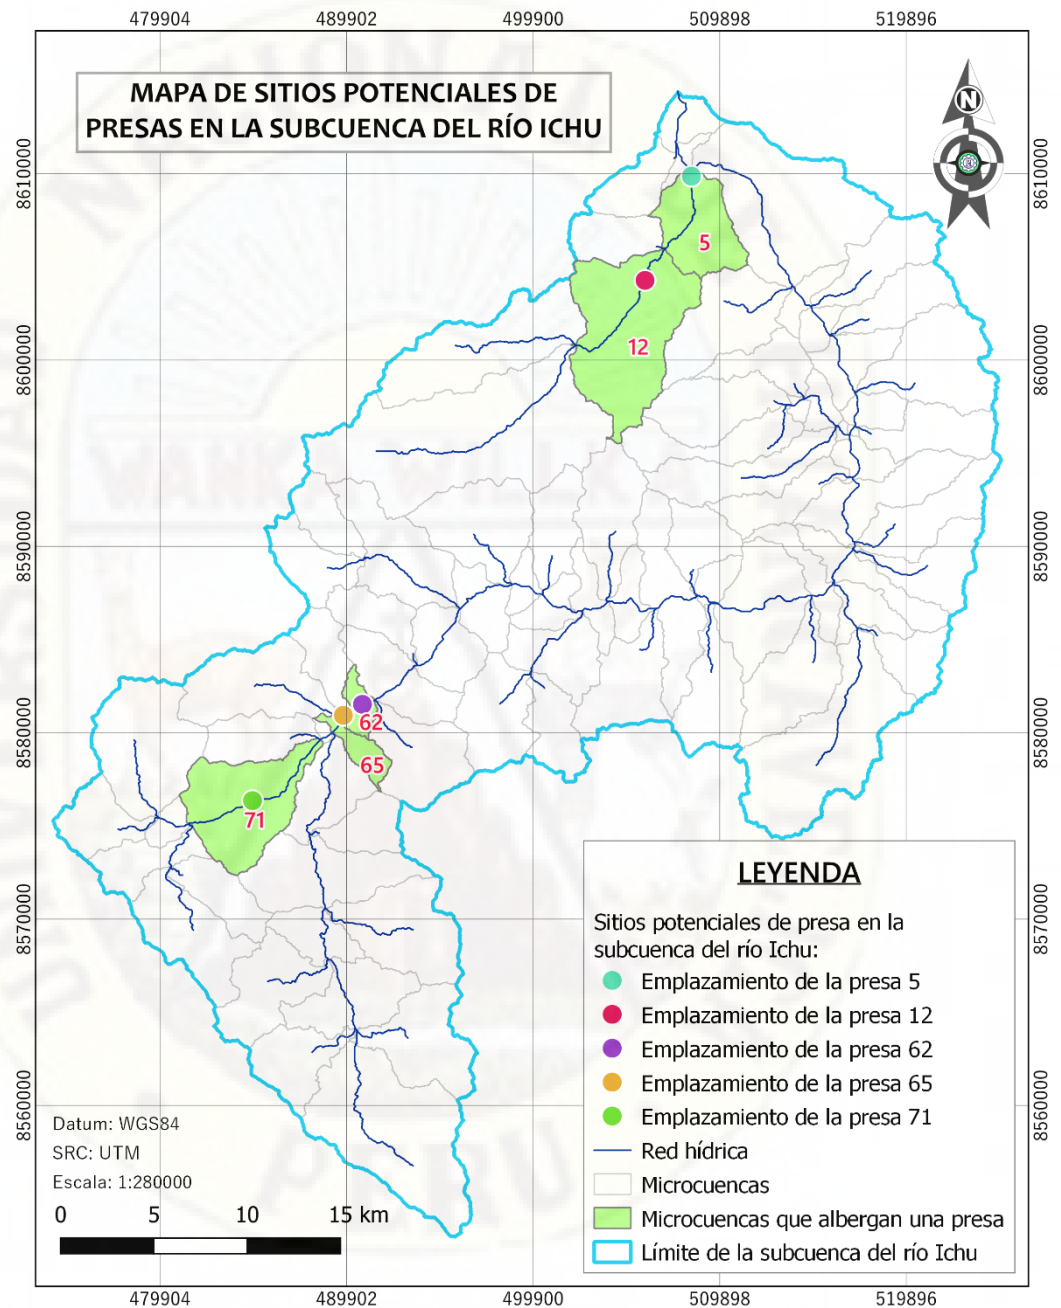 479904 489902 499900 509898 519896
MAPA DE SITIOS POTENCIALES DE
PRESAS EN LA SUBCUENCA DEL RÍO ICHU
N
8610000 8610000
5
12
8600000 8600000
8590000 8590000
62
8580000 8580000
65
71
LEYENDA
8570000 8570000
Sitios potenciales de presa en la
subcuenca del río Ichu:
Emplazamiento de la presa 5
Emplazamiento de la presa 12
Emplazamiento de la presa 62
Emplazamiento de la presa 65
Emplazamiento de la presa 71
Red hídrica
Microcuencas
Microcuencas que albergan una presa
Límite de la subcuenca del río Ichu
8560000 8560000
Datum: WGS84
SRC: UTM
Escala: 1:280000
0 5 10 15 km
479904 489902 499900 509898 519896